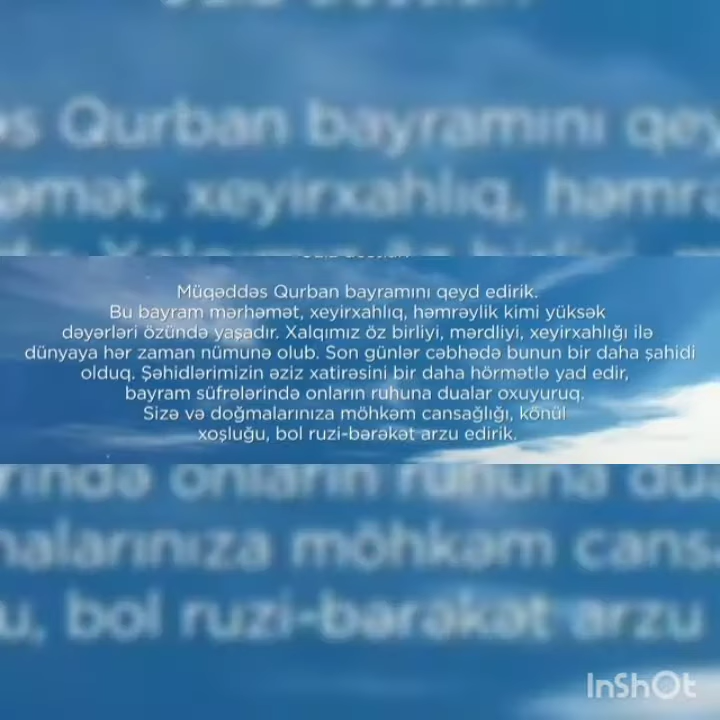 Müqəddəs Qurban bayramını qeyd edirik.
Bu bayram mərhəmət, xeyirxahlıq, həmrəylik kimi yüksək
dəyərləri özündə yaşadır. Xalqımız öz birliyi, mərdliyi, xeyirxahlığı ilə
dünyaya hər zaman nümunə olub. Son günlər cəbhədə bunun bir daha şahidi
olduq. Şəhidlərimizin əziz xatirəsini bir daha hörmətlə yad edir,
bayram süfrələrində onların ruhuna dualar oxuyuruq.
Sizə və doğmalarınıza möhkəm cansağlığı, könül
xoşluğu, bol ruzi-bərəkət arzu edirik.
InShOt